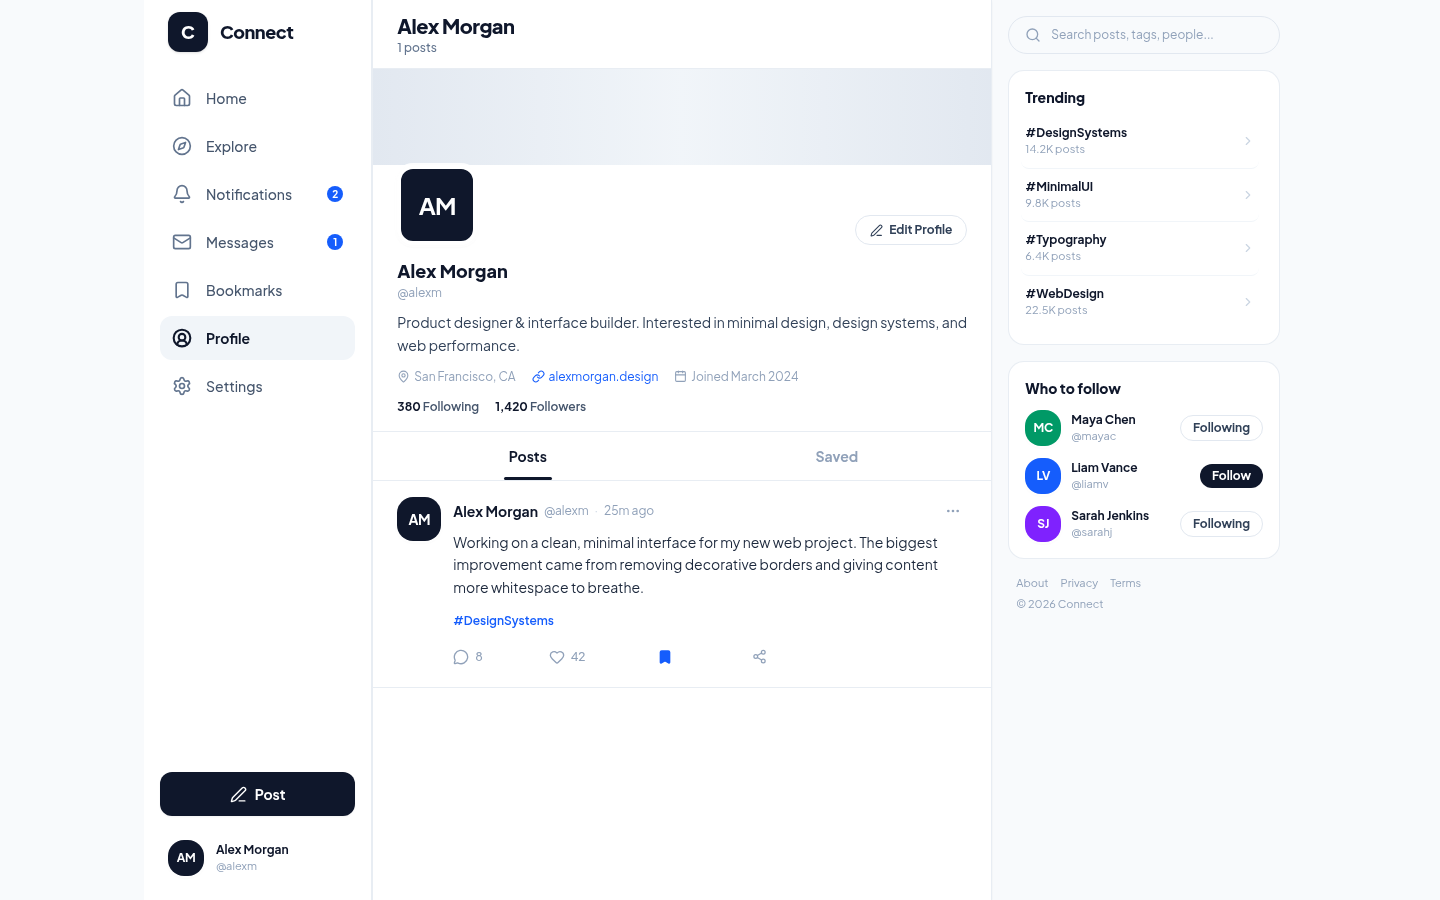 C Connect
Home
Explore
Notifications 2
Messages 1
Bookmarks
Profile
Settings
Post
AM Alex Morgan
@alexm
Alex Morgan
1 posts
AM
Edit Profile
Alex Morgan
@alexm
Product designer & interface builder. Interested in minimal design, design systems, and
web performance.
San Francisco, CA alexmorgan.design Joined March 2024
380 Following 1,420 Followers
Posts Saved
AM Alex Morgan @alexm · 25m ago
Working on a clean, minimal interface for my new web project. The biggest
improvement came from removing decorative borders and giving content
more whitespace to breathe.
#DesignSystems
8 42
Search posts, tags, people...
Trending
#DesignSystems
14.2K posts
#MinimalUI
9.8K posts
#Typography
6.4K posts
#WebDesign
22.5K posts
Who to follow
MC Maya Chen
@mayac
Following
LV Liam Vance
@liamv
Follow
SJ Sarah Jenkins
@sarahj
Following
About Privacy Terms
© 2026 Connect